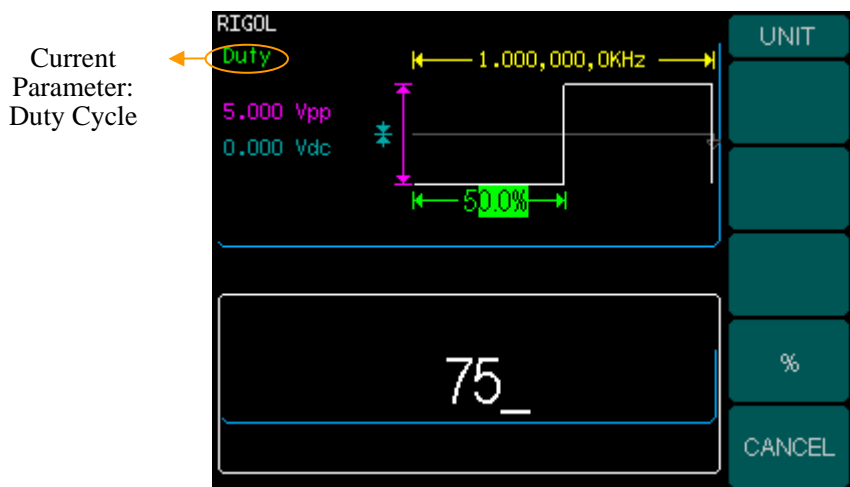 RIGOL
UNIT
Duty
1.000,000,0KHz
Current
Parameter:
Duty Cycle
5.000 Vpp
0.000 Vdc
50.0%
75_
%
CANCEL